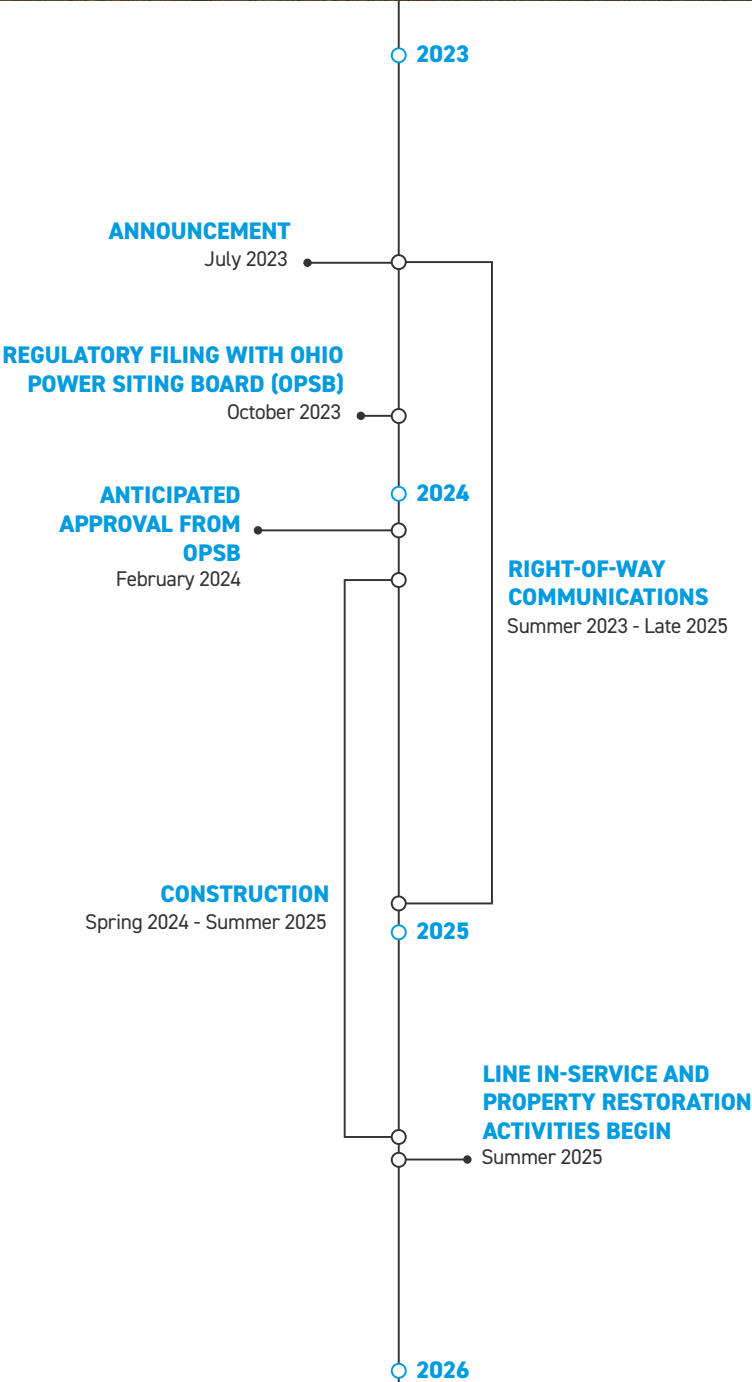 2023
ANNOUNCEMENT
July 2023
REGULATORY FILING WITH OHIO
POWER SITING BOARD (OPSB)
October 2023
2024
ANTICIPATED
APPROVAL FROM
OPSB
February 2024
RIGHT-OF-WAY
COMMUNICATIONS
Summer 2023 - Late 2025
CONSTRUCTION
Spring 2024 - Summer 2025
2025
LINE IN-SERVICE AND
PROPERTY RESTORATION
ACTIVITIES BEGIN
Summer 2025
2026